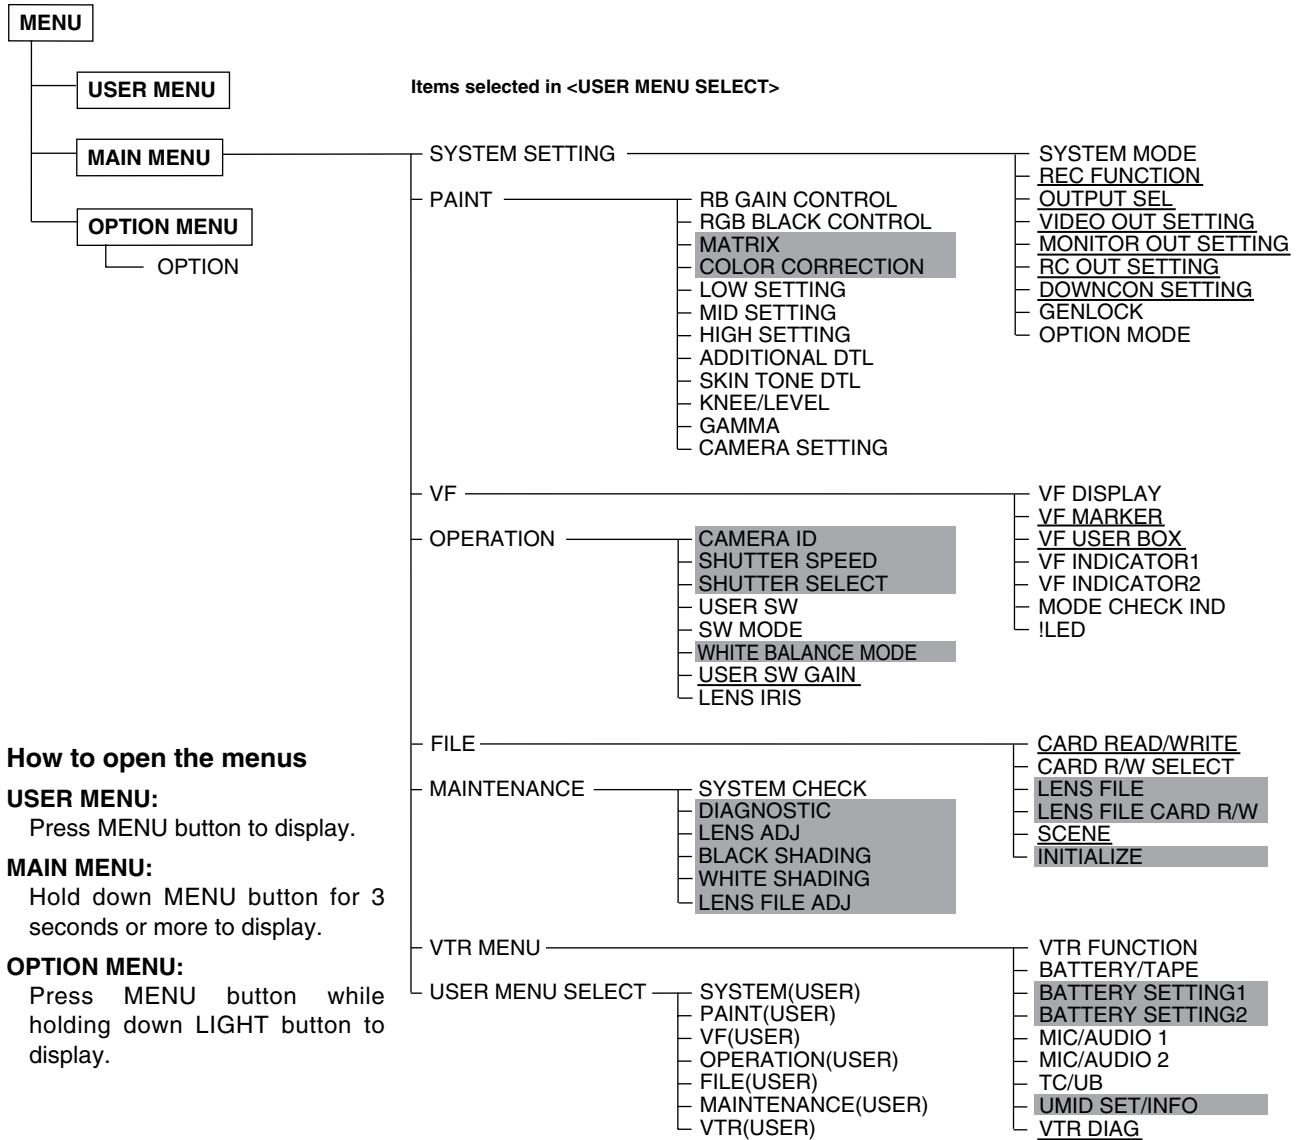 MENU
USER MENU
Items selected in <USER MENU SELECT>
MAIN MENU
OPTION MENU
OPTION
SYSTEM SETTING
SYSTEM MODE
REC FUNCTION
OUTPUT SEL
VIDEO OUT SETTING
MONITOR OUT SETTING
RC OUT SETTING
DOWNCON SETTING
GENLOCK
OPTION MODE
PAINT
RB GAIN CONTROL
RGB BLACK CONTROL
MATRIX
COLOR CORRECTION
LOW SETTING
MID SETTING
HIGH SETTING
ADDITIONAL DTL
SKIN TONE DTL
KNEE/LEVEL
GAMMA
CAMERA SETTING
VF
VF DISPLAY
VF MARKER
VF USER BOX
VF INDICATOR1
VF INDICATOR2
MODE CHECK IND
!LED
OPERATION
CAMERA ID
SHUTTER SPEED
SHUTTER SELECT
USER SW
SW MODE
WHITE BALANCE MODE
USER SW GAIN
LENS IRIS
FILE
CARD READ/WRITE
CARD R/W SELECT
LENS FILE
LENS FILE CARD R/W
SCENE
INITIALIZE
MAINTENANCE
SYSTEM CHECK
DIAGNOSTIC
LENS ADJ
BLACK SHADING
WHITE SHADING
LENS FILE ADJ
VTR MENU
VTR FUNCTION
BATTERY/TAPE
BATTERY SETTING1
BATTERY SETTING2
MIC/AUDIO 1
MIC/AUDIO 2
TC/UB
UMID SET/INFO
VTR DIAG
USER MENU SELECT
SYSTEM(USER)
PAINT(USER)
VF(USER)
OPERATION(USER)
FILE(USER)
MAINTENANCE(USER)
VTR(USER)
How to open the menus
USER MENU:
Press MENU button to display.
MAIN MENU:
Hold down MENU button for 3
seconds or more to display.
OPTION MENU:
Press MENU button while
holding down LIGHT button to
display.